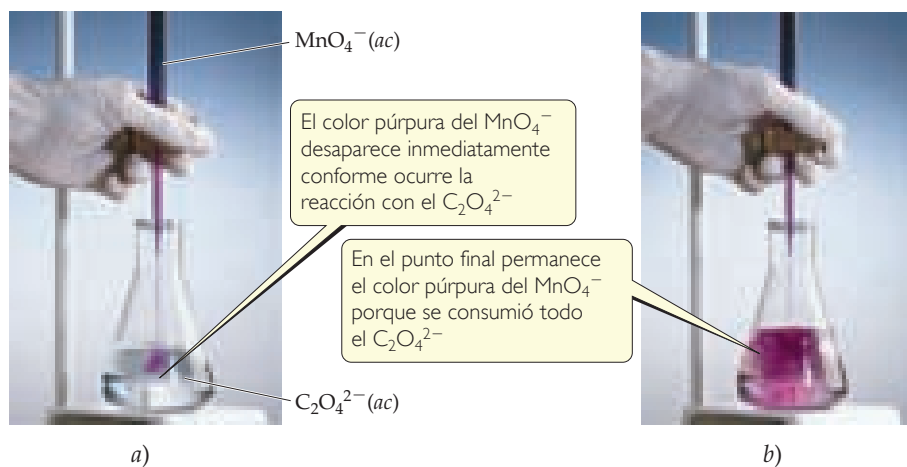 MnO₄⁻(ac)
El color púrpura del MnO₄⁻
desaparece inmediatamente
conforme ocurre la
reacción con el C₂O₄²⁻
En el punto final permanece
el color púrpura del MnO₄⁻
porque se consumió todo
el C₂O₄²⁻
C₂O₄²⁻(ac)
a)
b)